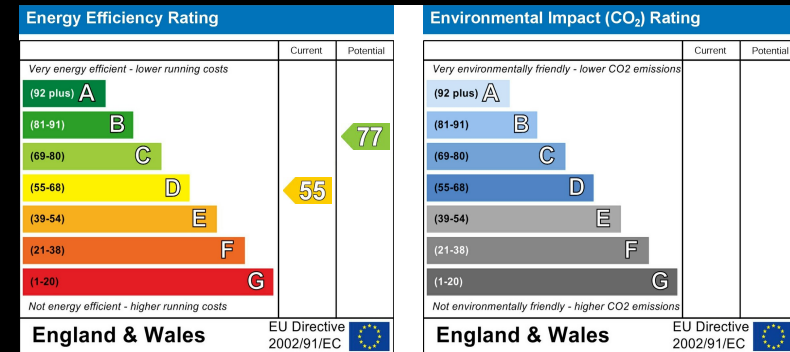 Energy Efficiency Rating
Current Potential
Very energy efficient - lower running costs
(92 plus) A
(81-91) B
(69-80) C
(55-68) D
(39-54) E
(21-38) F
(1-20) G
77
55
Not energy efficient - higher running costs
England & Wales
EU Directive
2002/91/EC
Environmental Impact (CO₂) Rating
Current Potential
Very environmentally friendly - lower CO2 emissions
(92 plus) A
(81-91) B
(69-80) C
(55-68) D
(39-54) E
(21-38) F
(1-20) G
Not environmentally friendly - higher CO2 emissions
England & Wales
EU Directive
2002/91/EC